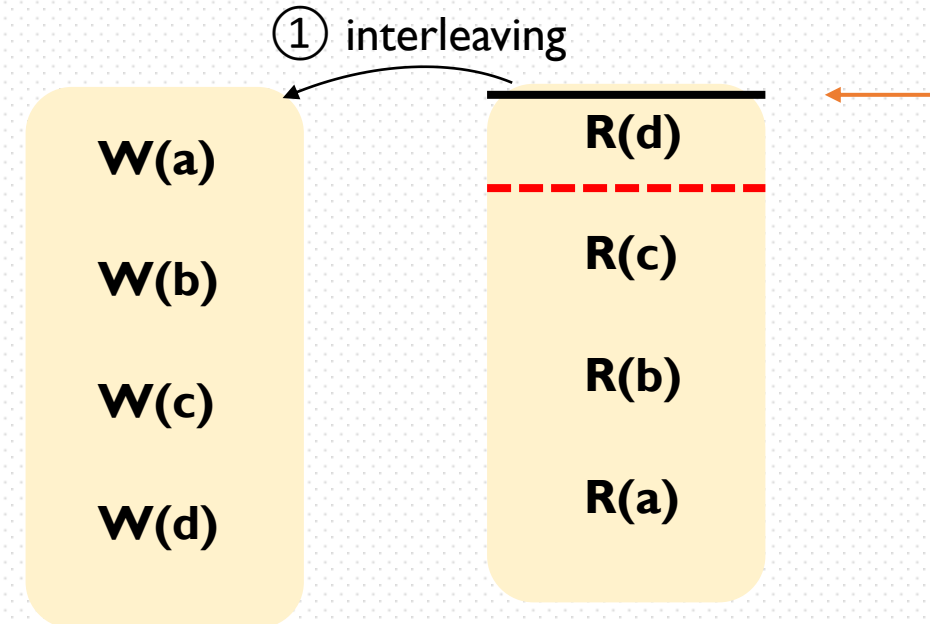 ① interleaving
W(a)
W(b)
W(c)
W(d)
R(d)
R(c)
R(b)
R(a)